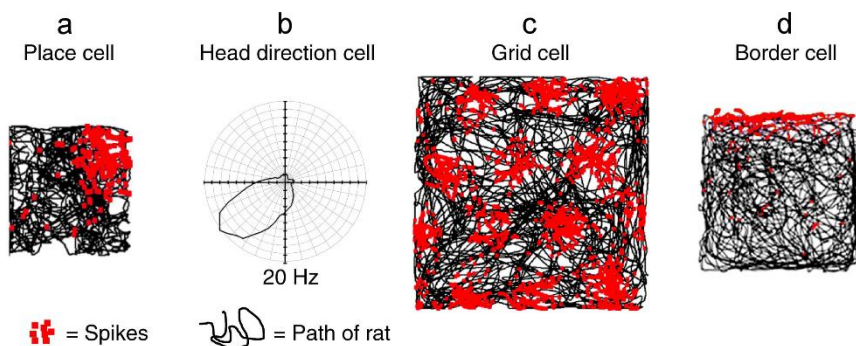 a
Place cell
b
Head direction cell
20 Hz
c
Grid cell
d
Border cell
= Spikes
= Path of rat